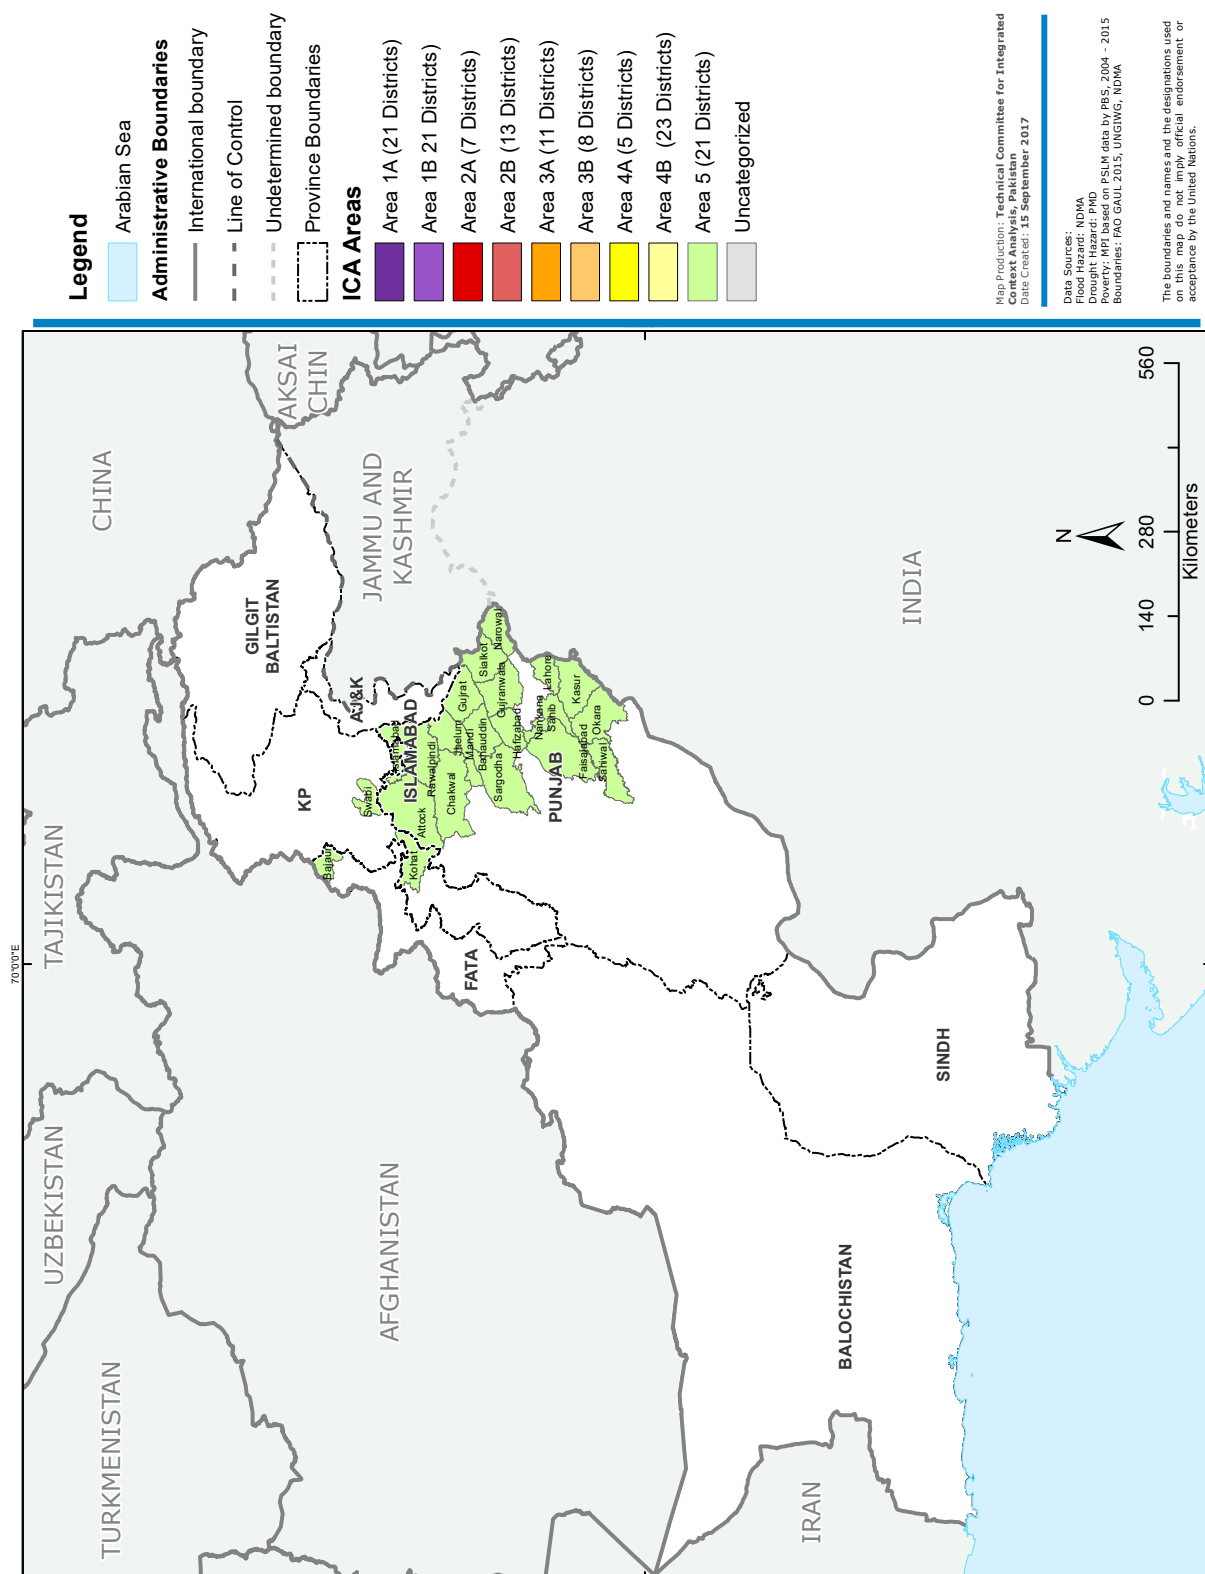 Legend
Arabian Sea
Administrative Boundaries
International boundary
Line of Control
Undetermined boundary
Province Boundaries
ICA Areas
Area 1A (21 Districts)
Area 1B 21 Districts)
Area 2A (7 Districts)
Area 2B (13 Districts)
Area 3A (11 Districts)
Area 3B (8 Districts)
Area 4A (5 Districts)
Area 4B (23 Districts)
Area 5 (21 Districts)
Uncategorized
Map Production: Technical Committee for Integrated
Context Analysis, Pakistan
Date Created: 15 September 2017
Data Sources:
Flood Hazard: NDMA
Drought Hazard: PMD
Poverty: MPI based on PSLM data by PBS, 2004 - 2015
Boundaries: FAO GAUL 2015, UNGIWG, NDMA
The boundaries and names and the designations used
on this map do not imply official endorsement or
acceptance by the United Nations.
70°0'0"E
TURKMENISTAN
UZBEKISTAN
TAJIKISTAN
CHINA
AKSAI
CHIN
GILGIT
BALTISTAN
JAMMU AND
KASHMIR
KP
AJ&K
AFGHANISTAN
FATA
ISLAMABAD
Bajaur
Swabi
Islamabad
Kohat
Attock
Rawalpindi
Chakwal
Jhelum
Gujrat
Mandi
Bahauddin
Sialkot
Narowal
Gujranwala
Sargodha
Hafizabad
Nankana
Sahib
Lahore
PUNJAB
Kasur
Faisalabad
Okara
Sahiwal
IRAN
BALOCHISTAN
SINDH
INDIA
N
0
140
280
560
Kilometers